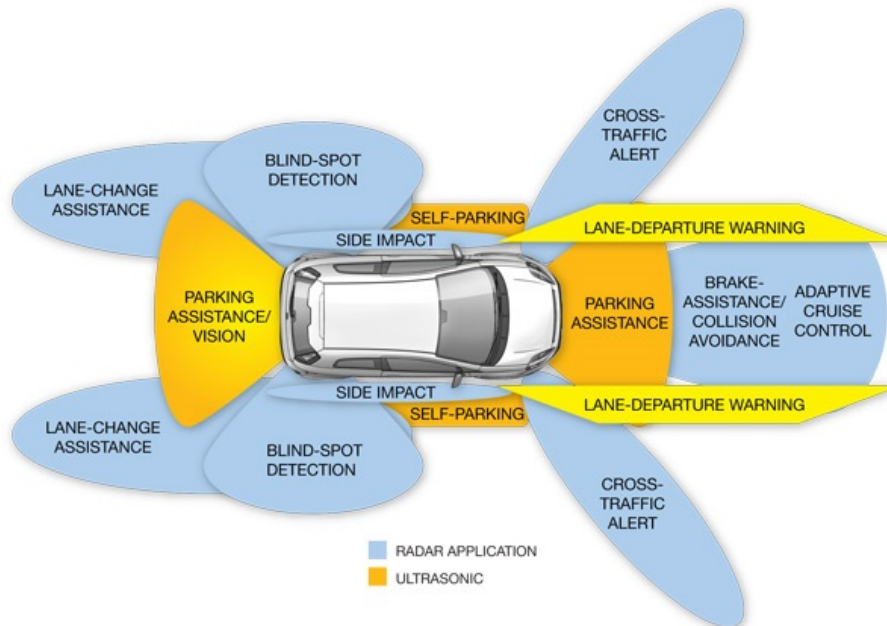 CROSS-
TRAFFIC
ALERT
BLIND-SPOT
DETECTION
LANE-CHANGE
ASSISTANCE
SELF-PARKING
SIDE IMPACT
LANE-DEPARTURE WARNING
PARKING
ASSISTANCE/
VISION
PARKING
ASSISTANCE
BRAKE-
ASSISTANCE/
COLLISION
AVOIDANCE
ADAPTIVE
CRUISE
CONTROL
SIDE IMPACT
SELF-PARKING
LANE-DEPARTURE WARNING
LANE-CHANGE
ASSISTANCE
BLIND-SPOT
DETECTION
CROSS-
TRAFFIC
ALERT
RADAR APPLICATION
ULTRASONIC